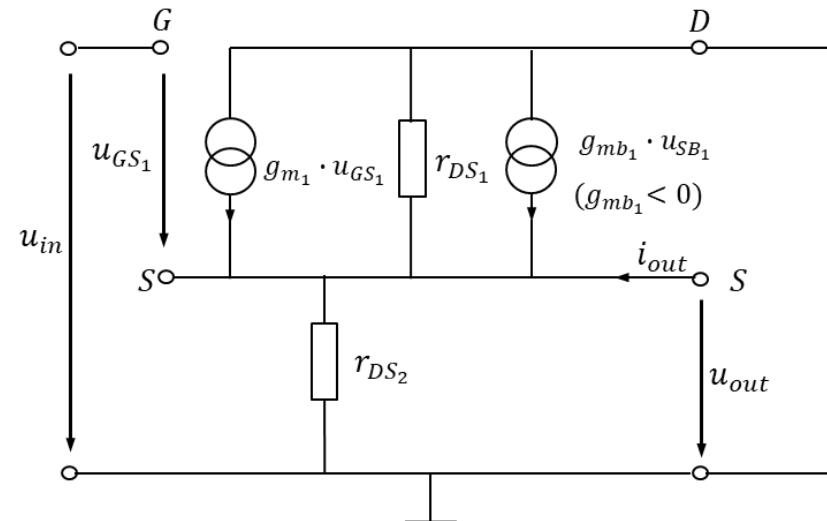 G
D
u_{GS_1}
g_{m_1} · u_{GS_1}
r_{DS_1}
g_{mb_1} · u_{SB_1}
(g_{mb_1} < 0)
u_{in}
i_{out}
S
S
r_{DS_2}
u_{out}